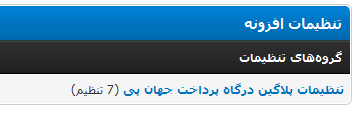 تنظیمات افزونه
گروه‌های تنظیمات
تنظیمات پلاگین درگاه پرداخت جهان پی (7 تنظیم)